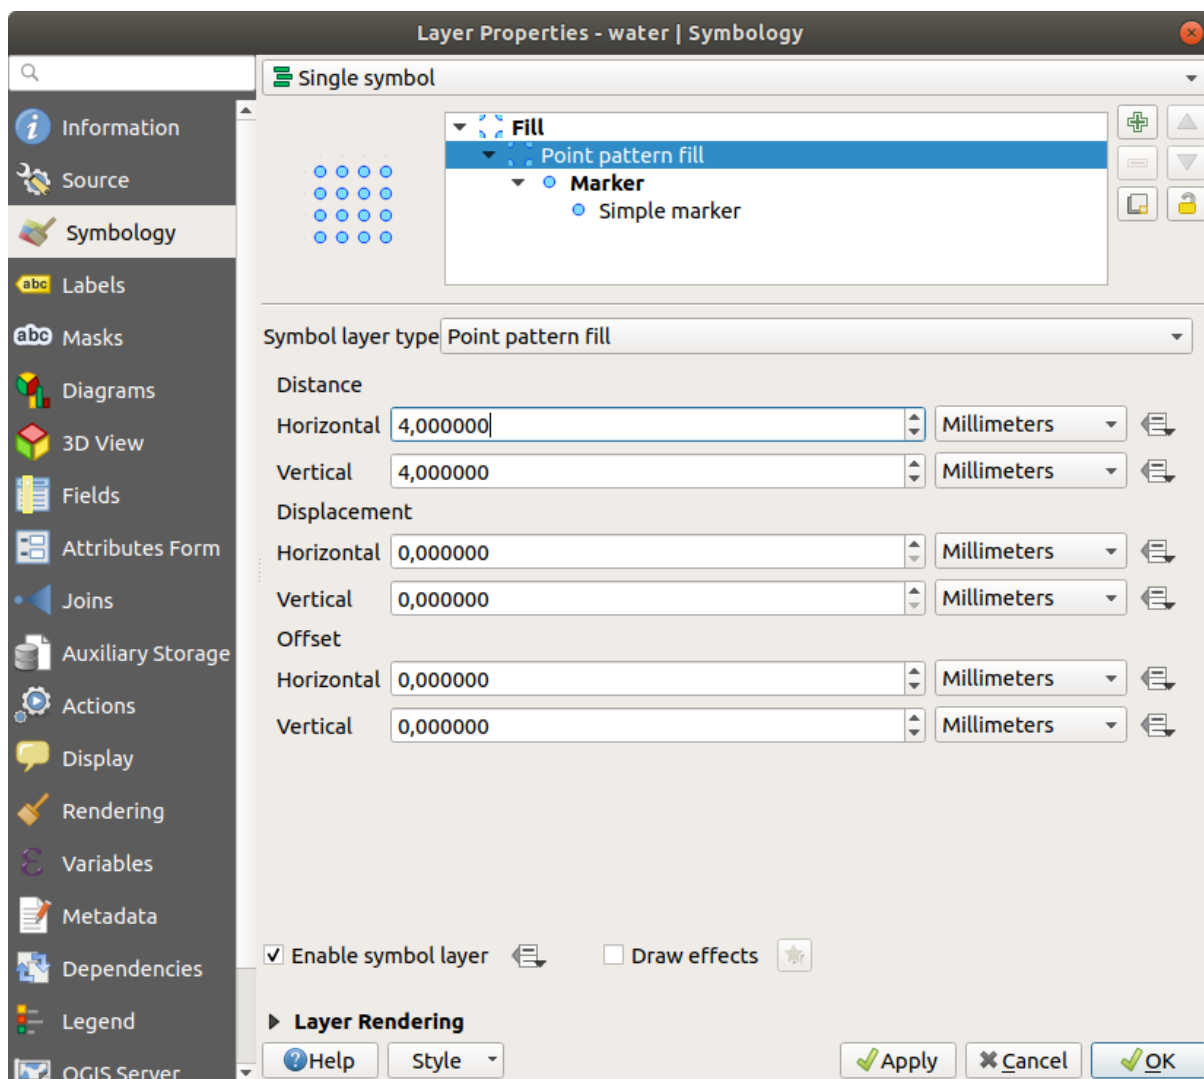 Layer Properties - water | Symbology
Single symbol
Information
Source
Symbology
Labels
Masks
Diagrams
3D View
Fields
Attributes Form
Joins
Auxiliary Storage
Actions
Display
Rendering
Variables
Metadata
Dependencies
Legend
QGIS Server
Fill
Point pattern fill
Marker
Simple marker
Symbol layer type Point pattern fill
Distance
Horizontal 4,000000 Millimeters
Vertical 4,000000 Millimeters
Displacement
Horizontal 0,000000 Millimeters
Vertical 0,000000 Millimeters
Offset
Horizontal 0,000000 Millimeters
Vertical 0,000000 Millimeters
Enable symbol layer Draw effects
Layer Rendering
Help Style Apply Cancel OK